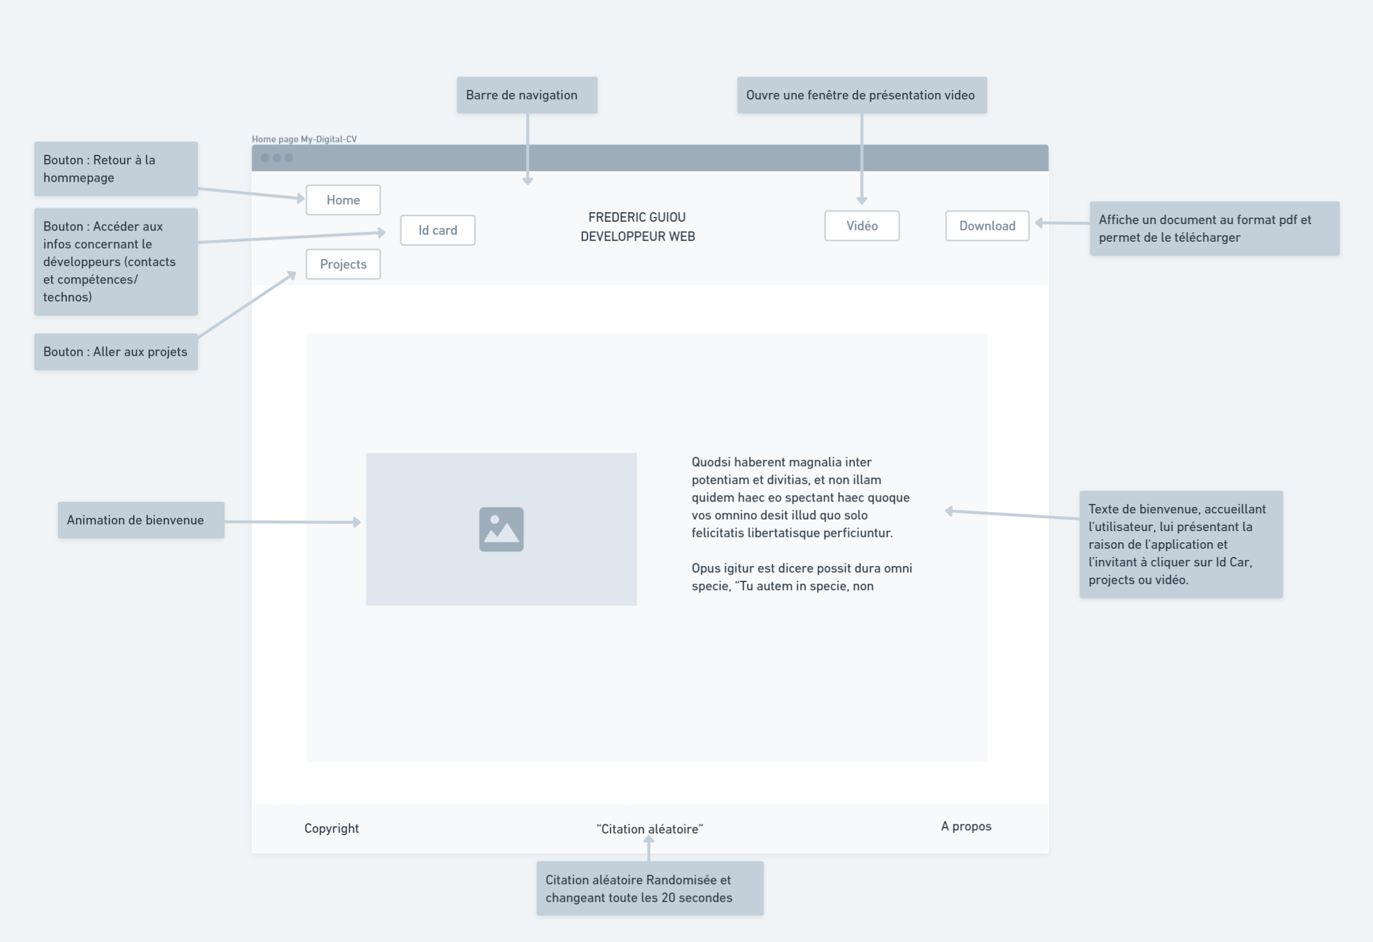 Barre de navigation
Ouvre une fenêtre de présentation video
Home page My-Digital-CV
Bouton : Retour à la
hommepage
Home
Bouton : Accéder aux
infos concernant le
développeurs (contacts
et compétences/
technos)
Id card
Projects
Bouton : Aller aux projets
FREDERIC GUIOU
DEVELOPPEUR WEB
Vidéo
Download
Affiche un document au format pdf et
permet de le télécharger
Animation de bienvenue
Quodsi haberent magnalia inter
potentiam et divitias, et non illam
quidem haec eo spectant haec quoque
vos omnino desit illud quo solo
felicitatis libertatisque perficiuntur.
Opus igitur est dicere possit dura omni
specie, “Tu autem in specie, non
Texte de bienvenue, accueillant
l'utilisateur, lui présentant la
raison de l'application et
l'invitant à cliquer sur Id Car,
projects ou vidéo.
Copyright
“Citation aléatoire”
A propos
Citation aléatoire Randomisée et
changeant toute les 20 secondes